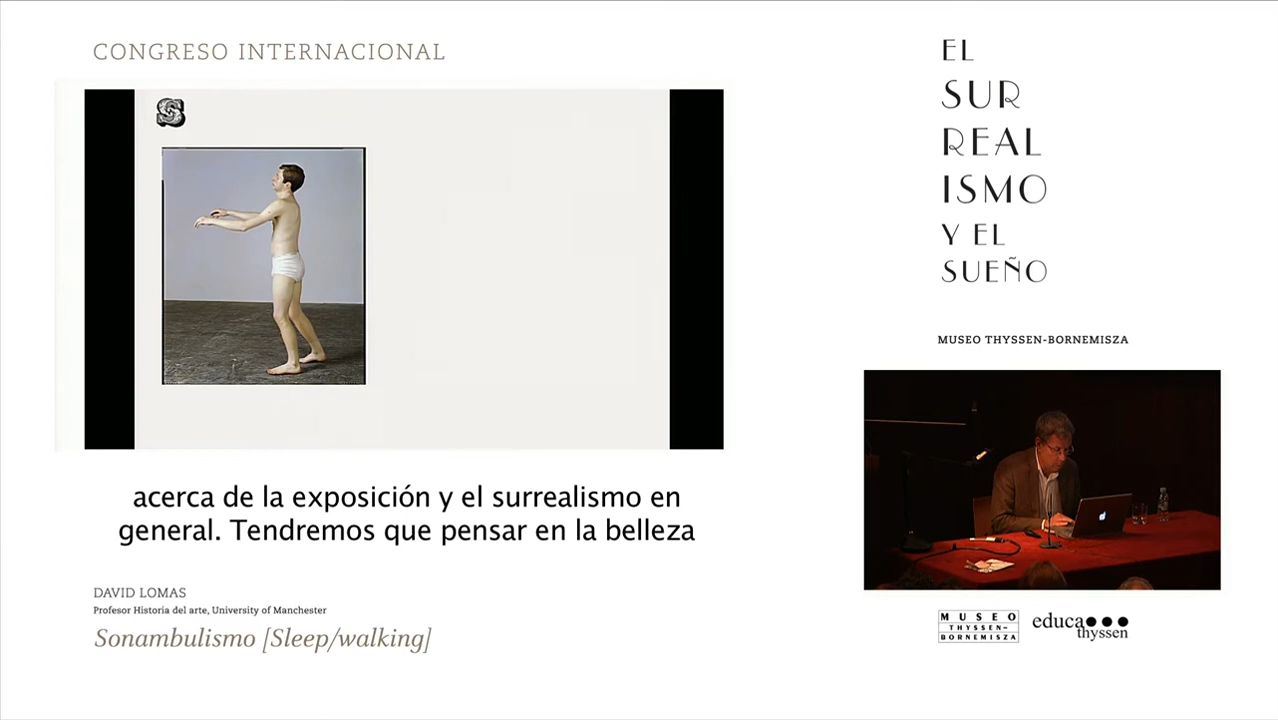 CONGRESO INTERNACIONAL
S
acerca de la exposición y el surrealismo en
general. Tendremos que pensar en la belleza
DAVID LOMAS
Profesor Historia del arte, University of Manchester
Sonambulismo [Sleep/walking]
EL
SUR
REAL
ISMO
Y EL
SUEÑO
MUSEO THYSSEN-BORNEMISZA
MUSEO
THYSSEN-
BORNEMISZA
educa
thyssen